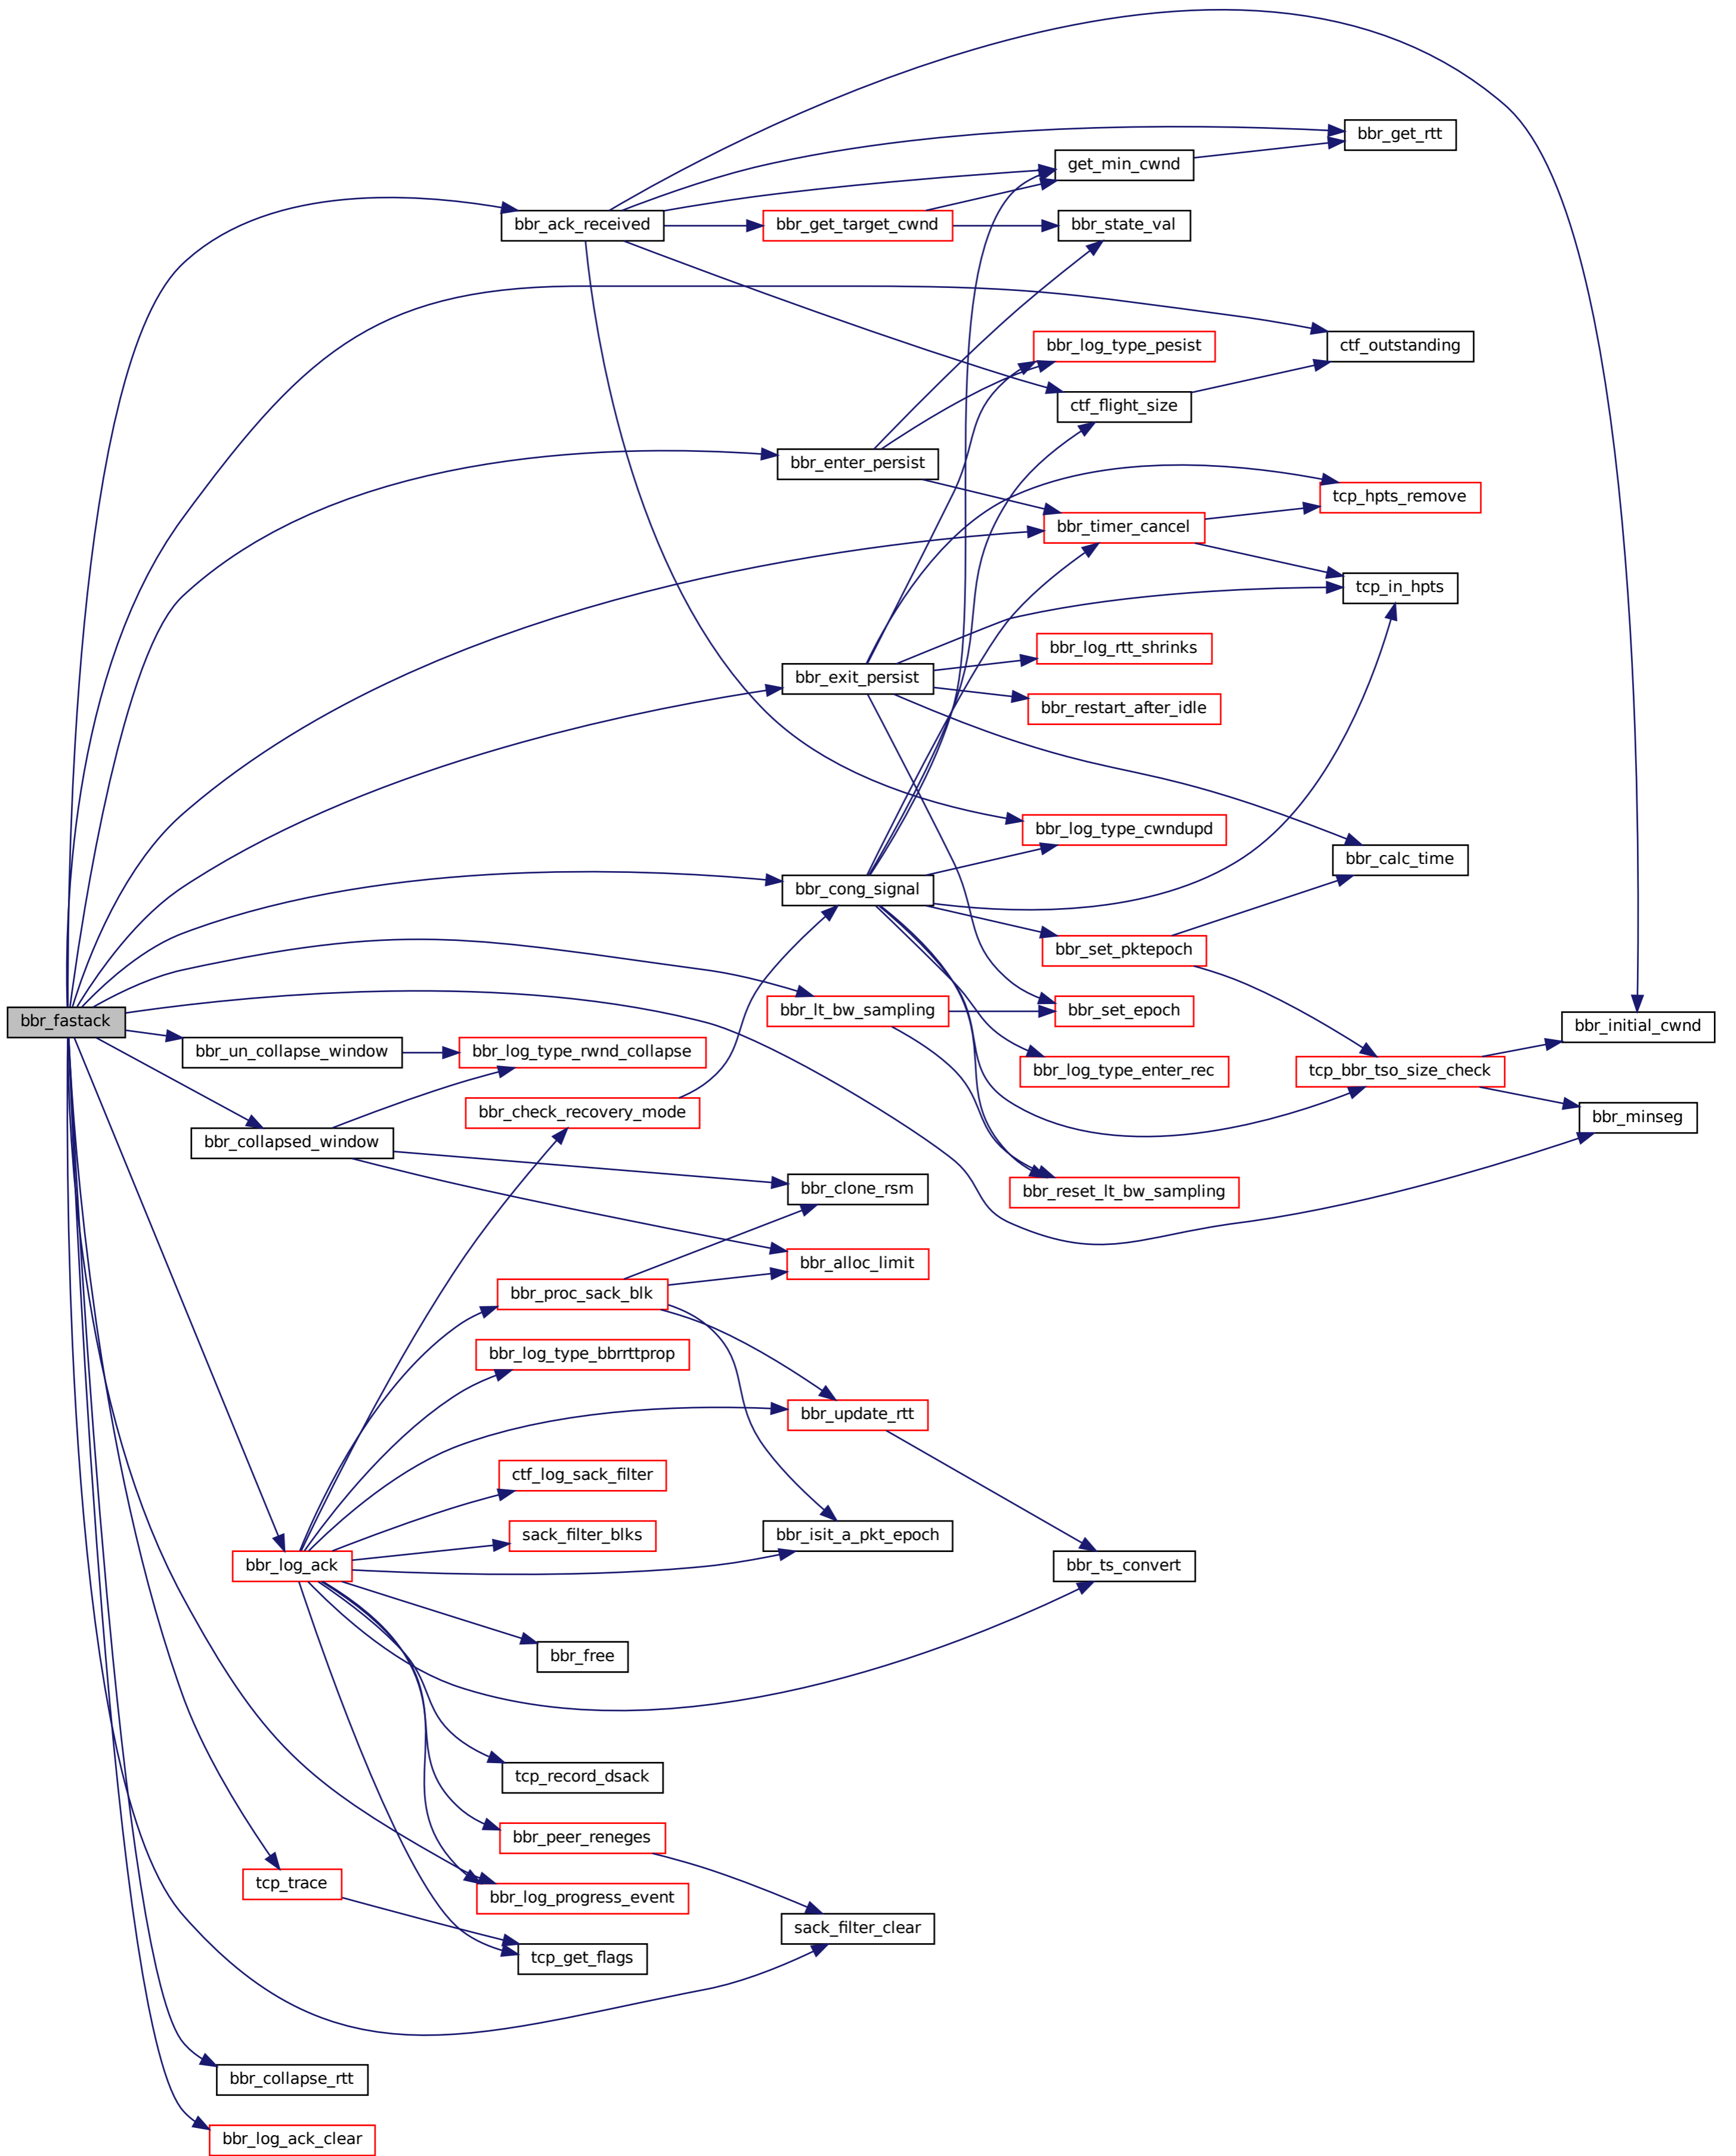 bbr_get_rtt
get_min_cwnd
bbr_ack_received
bbr_get_target_cwnd
bbr_state_val
bbr_log_type_pesist
ctf_outstanding
ctf_flight_size
bbr_enter_persist
tcp_hpts_remove
bbr_timer_cancel
tcp_in_hpts
bbr_log_rtt_shrinks
bbr_exit_persist
bbr_restart_after_idle
bbr_log_type_cwndupd
bbr_calc_time
bbr_cong_signal
bbr_set_pktepoch
bbr_fastack
bbr_lt_bw_sampling
bbr_set_epoch
bbr_initial_cwnd
bbr_un_collapse_window
bbr_log_type_rwnd_collapse
bbr_log_type_enter_rec
tcp_bbr_tso_size_check
bbr_check_recovery_mode
bbr_minseg
bbr_collapsed_window
bbr_clone_rsm
bbr_reset_lt_bw_sampling
bbr_alloc_limit
bbr_proc_sack_blk
bbr_log_type_bbrrttprop
bbr_update_rtt
ctf_log_sack_filter
sack_filter_blks
bbr_isit_a_pkt_epoch
bbr_log_ack
bbr_ts_convert
bbr_free
tcp_record_dsack
bbr_peer_reneges
tcp_trace
bbr_log_progress_event
sack_filter_clear
tcp_get_flags
bbr_collapse_rtt
bbr_log_ack_clear